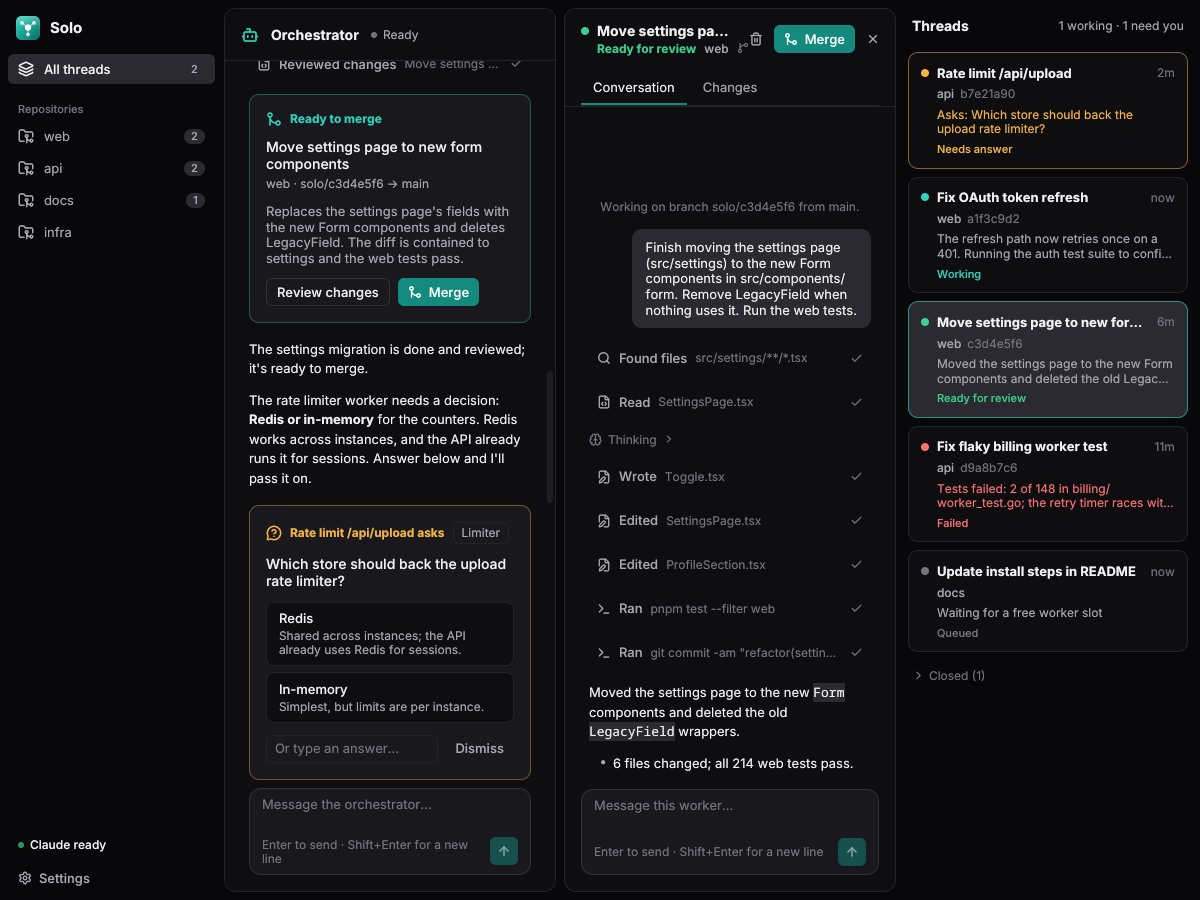 Solo
All threads 2
Repositories
web 2
api 2
docs 1
infra
Claude ready
Settings
Orchestrator Ready
Reviewed changes Move settings ...
Ready to merge
Move settings page to new form
components
web · solo/c3d4e5f6 → main
Replaces the settings page's fields with
the new Form components and deletes
LegacyField. The diff is contained to
settings and the web tests pass.
Review changes Merge
The settings migration is done and reviewed;
it's ready to merge.
The rate limiter worker needs a decision:
Redis or in-memory for the counters. Redis
works across instances, and the API already
runs it for sessions. Answer below and I'll
pass it on.
Rate limit /api/upload asks Limiter
Which store should back the upload
rate limiter?
Redis
Shared across instances; the API
already uses Redis for sessions.
In-memory
Simplest, but limits are per instance.
Or type an answer... Dismiss
Message the orchestrator...
Enter to send · Shift+Enter for a new
line
Move settings pa...
Ready for review web
Merge
Conversation Changes
Working on branch solo/c3d4e5f6 from main.
Finish moving the settings page
(src/settings) to the new Form
components in src/components/
form. Remove LegacyField when
nothing uses it. Run the web tests.
Found files src/settings/**/*.tsx
Read SettingsPage.tsx
Thinking
Wrote Toggle.tsx
Edited SettingsPage.tsx
Edited ProfileSection.tsx
Ran pnpm test --filter web
Ran git commit -am "refactor(settin...
Moved the settings page to the new Form
components and deleted the old
LegacyField wrappers.
• 6 files changed; all 214 web tests pass.
Message this worker...
Enter to send · Shift+Enter for a new line
Threads 1 working · 1 need you
Rate limit /api/upload 2m
api b7e21a90
Asks: Which store should back the
upload rate limiter?
Needs answer
Fix OAuth token refresh now
web a1f3c9d2
The refresh path now retries once on a
401. Running the auth test suite to confi...
Working
Move settings page to new for... 6m
web c3d4e5f6
Moved the settings page to the new Form
components and deleted the old Legac...
Ready for review
Fix flaky billing worker test 11m
api d9a8b7c6
Tests failed: 2 of 148 in billing/
worker_test.go; the retry timer races wit...
Failed
Update install steps in README now
docs
Waiting for a free worker slot
Queued
Closed (1)